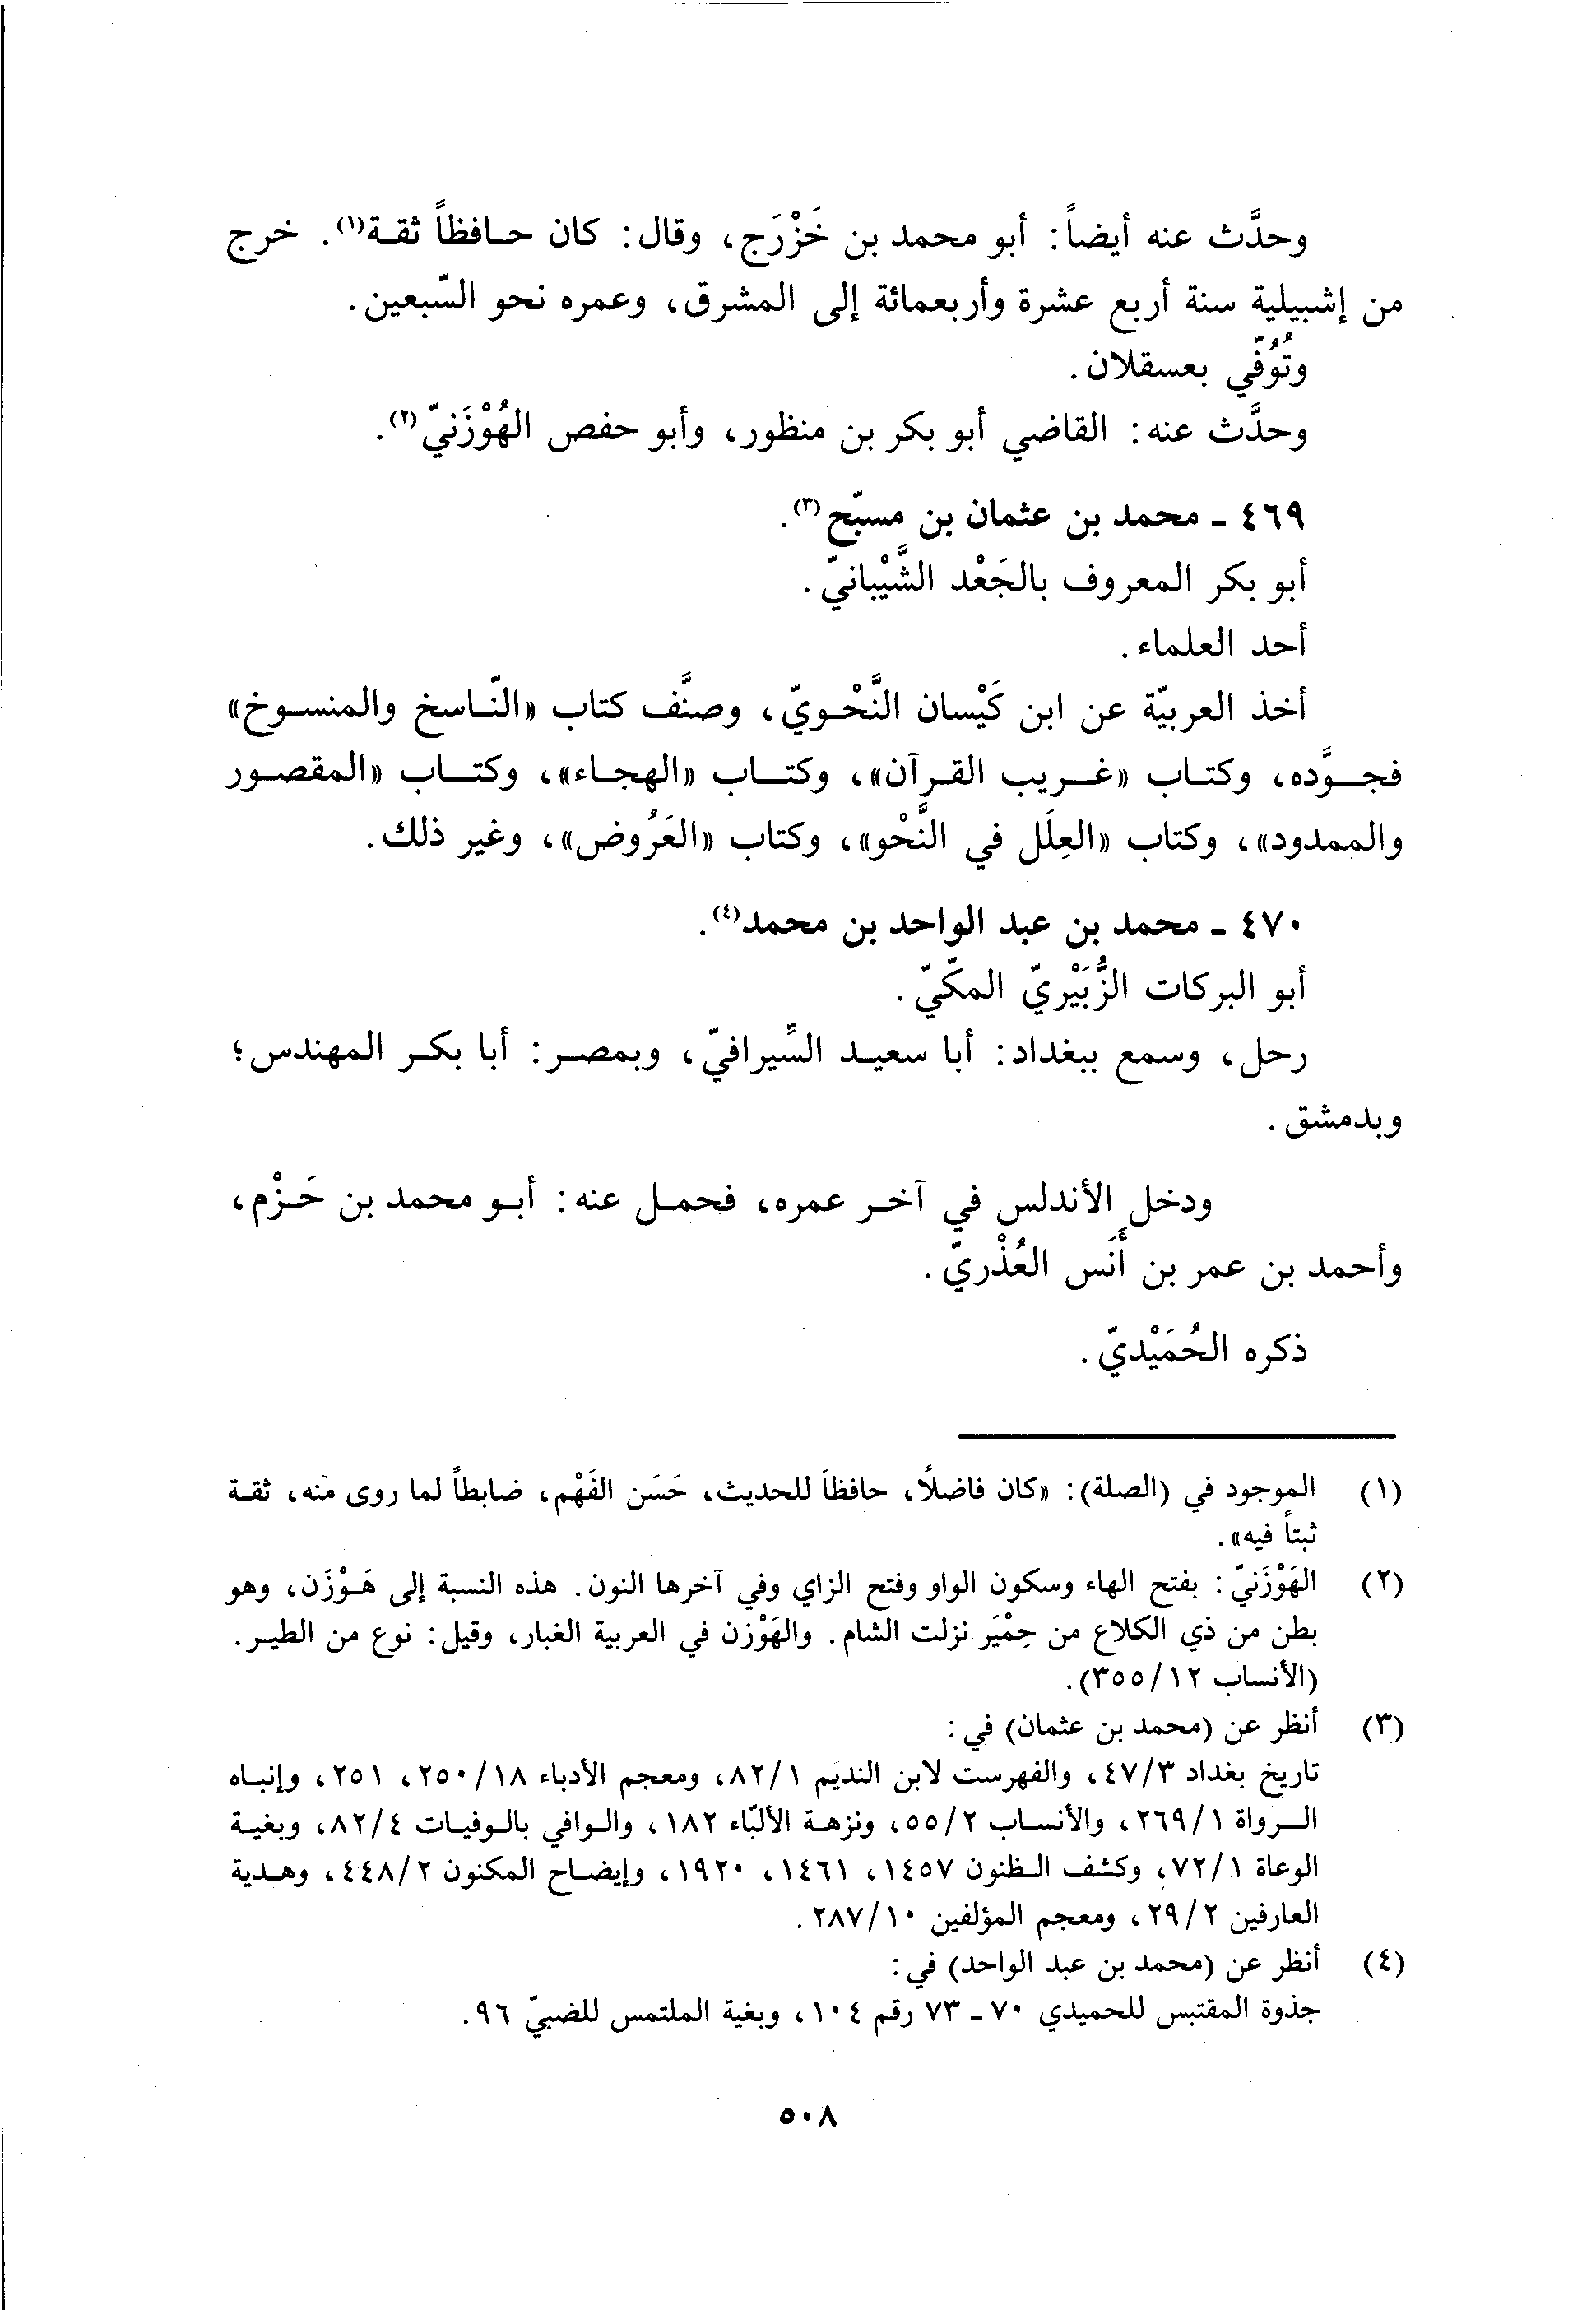 وحدَّث عنه أيضاً: أبو محمد بن خَزْرَج، وقال: كان حافظاً ثقة(١). خرج
من إشبيلية سنة أربع عشرة وأربعمائة إلى المشرق، وعمره نحو السّبعين.
وتُوُفّي بعسقلان.
وحدَّث عنه: القاضي أبو بكر بن منظور، وأبو حفص الهُوْزَنيّ(٢).
٤٦٩ - محمد بن عثمان بن مسبّح(٣).
أبو بكر المعروف بالجَعْد الشَّيْبانيّ.
أحد العلماء.
أخذ العربيّة عن ابن كَيْسان النَّحْويّ، وصنَّف كتاب «النّاسخ والمنسوخ»
فجوَّده، وكتاب «غريب القرآن»، وكتاب «الهجاء»، وكتاب «المقصور
والممدود»، وكتاب «العِلَل في النَّحْو»، وكتاب «العَرُوض»، وغير ذلك.
٤٧٠ - محمد بن عبد الواحد بن محمد(٤).
أبو البركات الزُّبَيْريّ المكّيّ.
رحل، وسمع ببغداد: أبا سعيد السِّيرافيّ، وبمصر: أبا بكر المهندس؛
وبدمشق.
ودخل الأندلس في آخر عمره، فحمل عنه: أبو محمد بن حَزْم،
وأحمد بن عمر بن أَنَس العُذْريّ.
ذكره الحُمَيْديّ.
(١) الموجود في (الصلة): «كان فاضلاً، حافظاً للحديث، حَسَن الفَهْم، ضابطاً لما روى منه، ثقة
ثبتاً فيه».
(٢) الهَوْزَنيّ: بفتح الهاء وسكون الواو وفتح الزاي وفي آخرها النون. هذه النسبة إلى هَوْزَن، وهو
بطن من ذي الكلاع من حِمْيَر نزلت الشام. والهَوْزن في العربية الغبار، وقيل: نوع من الطير.
(الأنساب ٣٥٥/١٢).
(٣) أنظر عن (محمد بن عثمان) في:
تاريخ بغداد ٤٧/٣، والفهرست لابن النديم ٨٢/١، ومعجم الأدباء ٢٥٠/١٨، ٢٥١، وإنباه
الرواة ٢٦٩/١، والأنساب ٥٥/٢، ونزهة الألبّاء ١٨٢، والوافي بالوفيات ٨٢/٤، وبغية
الوعاة ٧٢/١، وكشف الظنون ١٤٥٧، ١٤٦١، ١٩٢٠، وإيضاح المكنون ٤٤٨/٢، وهدية
العارفين ٢٩/٢، ومعجم المؤلفين ٢٨٧/١٠.
(٤) أنظر عن (محمد بن عبد الواحد) في:
جذوة المقتبس للحميدي ٧٠ - ٧٣ رقم ١٠٤، وبغية الملتمس للضبيّ ٩٦.
٥٠٨